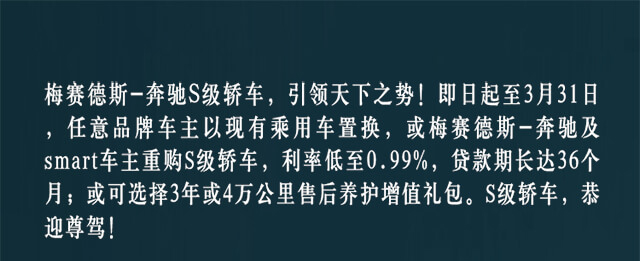 梅赛德斯-奔驰S级轿车，引领天下之势！即日起至3月31日
，任意品牌车主以现有乘用车置换，或梅赛德斯-奔驰及
smart车主重购S级轿车，利率低至0.99%，贷款期长达36个
月；或可选择3年或4万公里售后养护增值礼包。S级轿车，恭
迎尊驾！